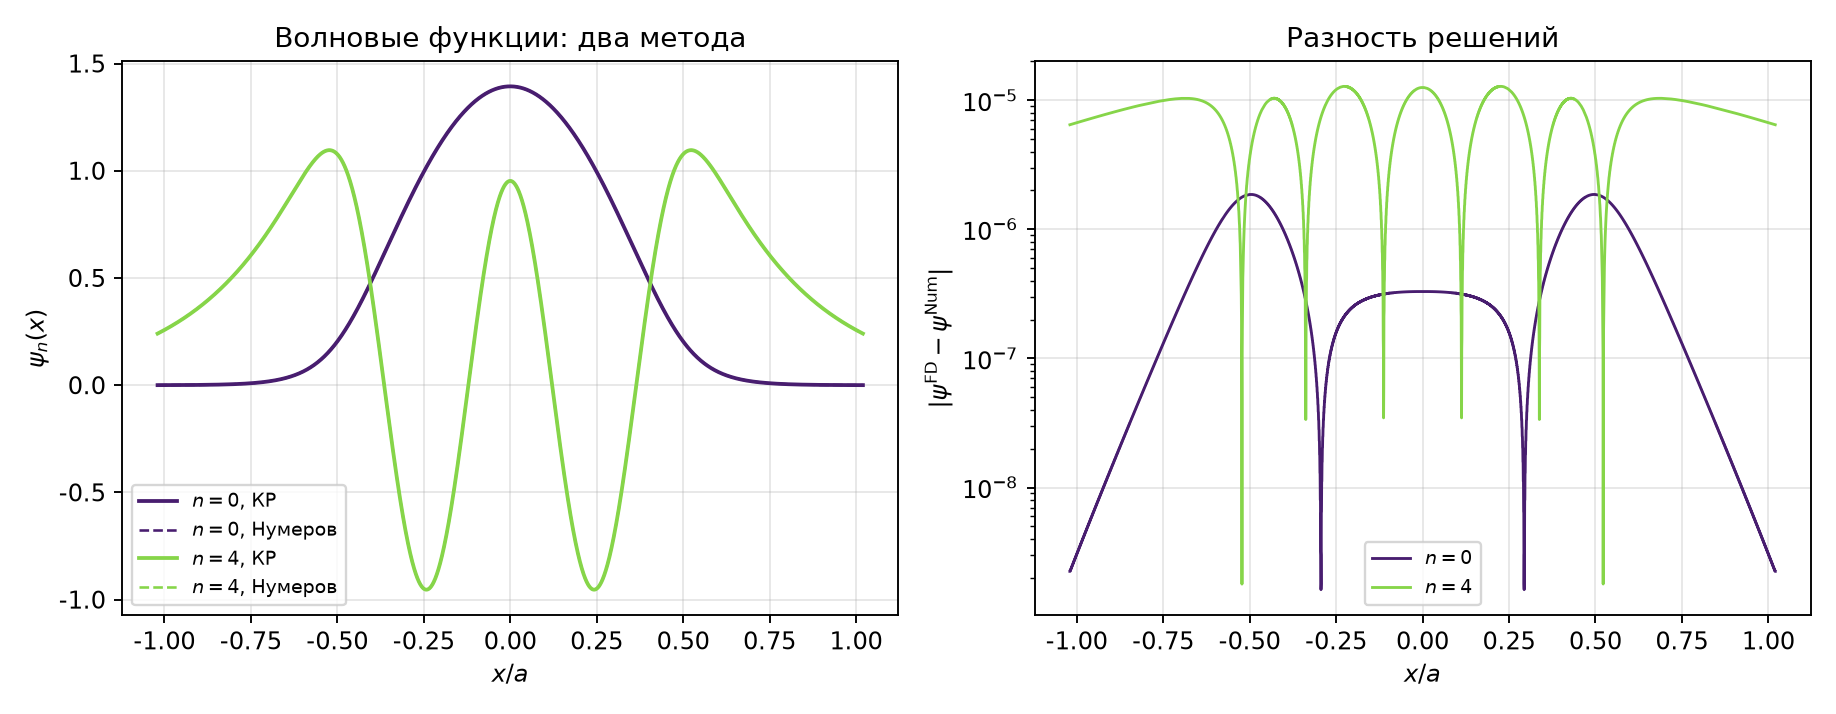 Волновые функции: два метода
1.5
1.0
0.5
0.0
-0.5
-1.0
ψn(x)
n = 0, КР
n = 0, Нумеров
n = 4, КР
n = 4, Нумеров
-1.00 -0.75 -0.50 -0.25 0.00 0.25 0.50 0.75 1.00
x/a
Разность решений
10⁻⁵
10⁻⁶
10⁻⁷
10⁻⁸
|ψ^FD − ψ^Num|
n = 0
n = 4
-1.00 -0.75 -0.50 -0.25 0.00 0.25 0.50 0.75 1.00
x/a